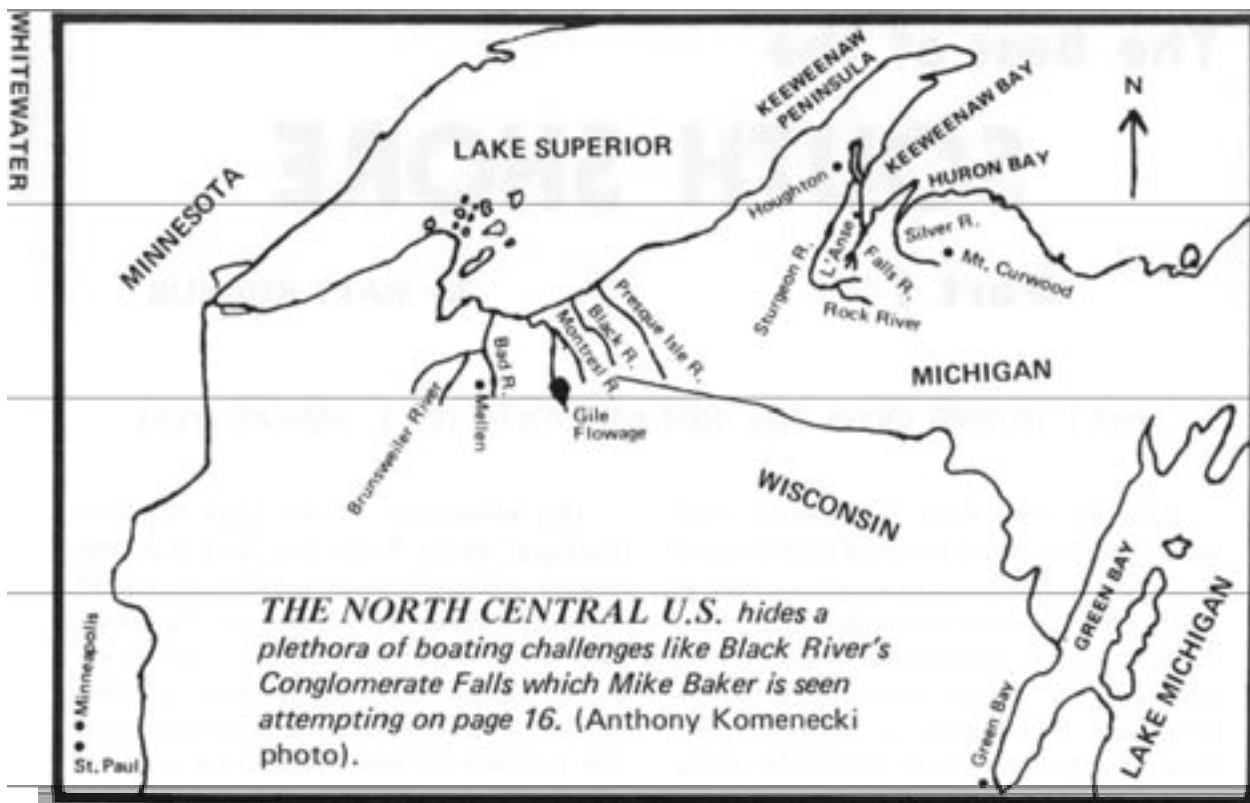 WHITEWATER
KEEWEENAW
PENINSULA
KEEWEENAW BAY
N
LAKE SUPERIOR
HURON BAY
Houghton
MINNESOTA
Silver R.
L'Anse
Falls R.
Mt. Curwood
Sturgeon R.
Rock River
Presque Isle R.
Black R.
Montresl R.
Bad R.
MICHIGAN
Mellen
Brunsweiler River
Gile
Flowage
WISCONSIN
GREEN BAY
LAKE MICHIGAN
Green Bay
Minneapolis
St. Paul
THE NORTH CENTRAL U.S. hides a
plethora of boating challenges like Black River's
Conglomerate Falls which Mike Baker is seen
attempting on page 16. (Anthony Komenecki
photo).